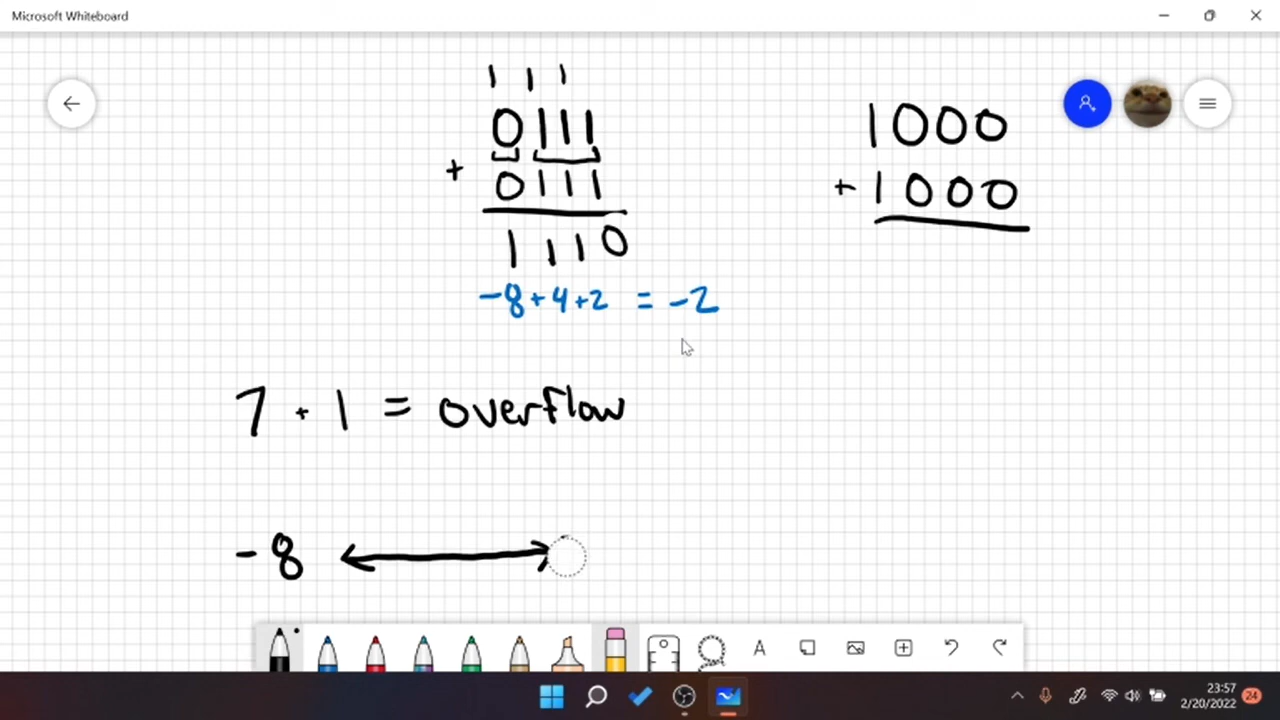 Microsoft Whiteboard
1 1 1
0111
+ 0111
1110
-8+4+2 = -2
1000
+ 1000
7 + 1 = overflow
-8
A
23:57
2/20/2022
24